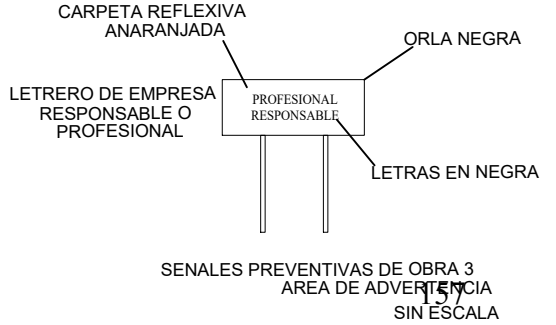 CARPETA REFLEXIVA
ANARANJADA
ORLA NEGRA
LETRERO DE EMPRESA
RESPONSABLE O
PROFESIONAL
PROFESIONAL
RESPONSABLE
LETRAS EN NEGRA
SENALES PREVENTIVAS DE OBRA 3
AREA DE ADVERTENCIA
157
SIN ESCALA